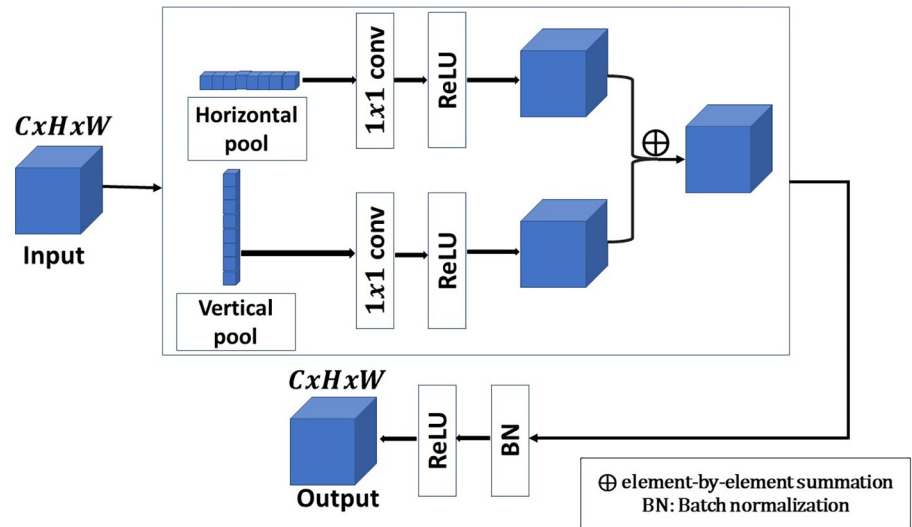 CxHxW
Input
Horizontal
pool
1x1 conv
ReLU
⊕
Vertical
pool
1x1 conv
ReLU
CxHxW
Output
ReLU
BN
⊕ element-by-element summation
BN: Batch normalization